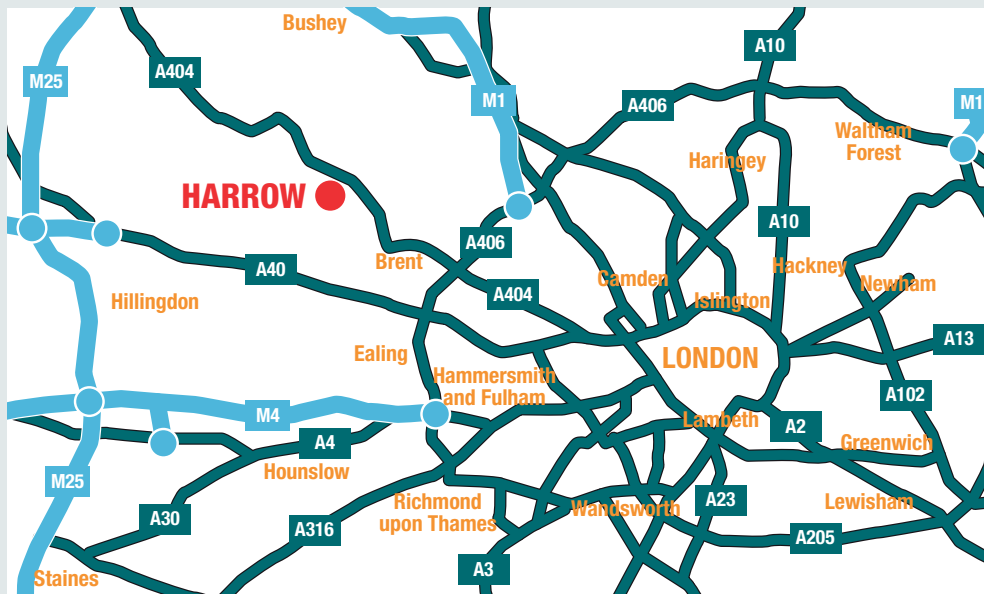 Bushey
A10
M25
A404
M1
A406
M1
Waltham
Forest
Haringey
HARROW
A10
A406
Brent
A40
Hackney
Camden
Newham
A404
Islington
Hillingdon
A13
Ealing
LONDON
Hammersmith
and Fulham
A102
M4
Lambeth
A2
A4
Greenwich
Hounslow
M25
Richmond
upon Thames
Wandsworth
A23
Lewisham
A30
A316
A205
A3
Staines